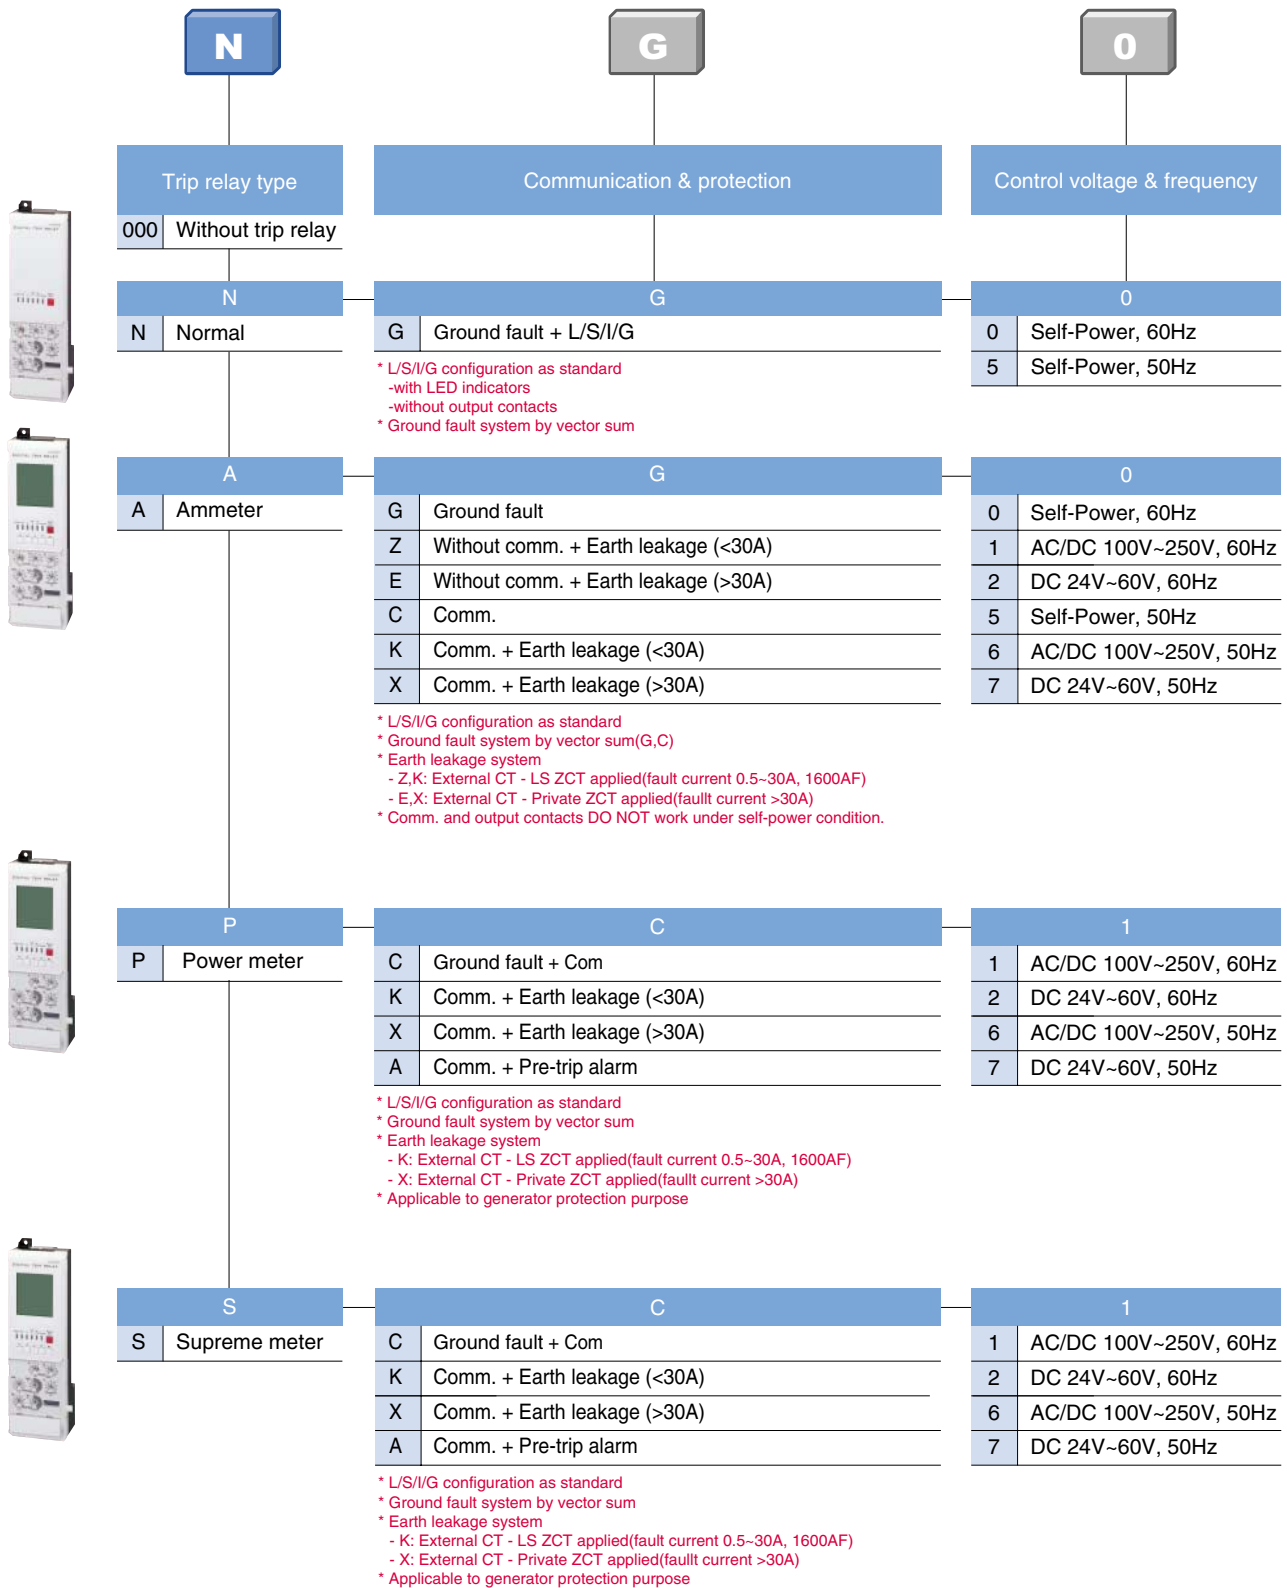 N G 0
Trip relay type
Communication & protection
Control voltage & frequency
000 Without trip relay
N G 0
N Normal
G Ground fault + L/S/I/G
* L/S/I/G configuration as standard
-with LED indicators
-without output contacts
* Ground fault system by vector sum
0 Self-Power, 60Hz
5 Self-Power, 50Hz
A G 0
A Ammeter
G Ground fault
Z Without comm. + Earth leakage (<30A)
E Without comm. + Earth leakage (>30A)
C Comm.
K Comm. + Earth leakage (<30A)
X Comm. + Earth leakage (>30A)
* L/S/I/G configuration as standard
* Ground fault system by vector sum(G,C)
* Earth leakage system
- Z,K: External CT - LS ZCT applied(fault current 0.5~30A, 1600AF)
- E,X: External CT - Private ZCT applied(faullt current >30A)
* Comm. and output contacts DO NOT work under self-power condition.
0 Self-Power, 60Hz
1 AC/DC 100V~250V, 60Hz
2 DC 24V~60V, 60Hz
5 Self-Power, 50Hz
6 AC/DC 100V~250V, 50Hz
7 DC 24V~60V, 50Hz
P C 1
P Power meter
C Ground fault + Com
K Comm. + Earth leakage (<30A)
X Comm. + Earth leakage (>30A)
A Comm. + Pre-trip alarm
* L/S/I/G configuration as standard
* Ground fault system by vector sum
* Earth leakage system
- K: External CT - LS ZCT applied(fault current 0.5~30A, 1600AF)
- X: External CT - Private ZCT applied(faullt current >30A)
* Applicable to generator protection purpose
1 AC/DC 100V~250V, 60Hz
2 DC 24V~60V, 60Hz
6 AC/DC 100V~250V, 50Hz
7 DC 24V~60V, 50Hz
S C 1
S Supreme meter
C Ground fault + Com
K Comm. + Earth leakage (<30A)
X Comm. + Earth leakage (>30A)
A Comm. + Pre-trip alarm
* L/S/I/G configuration as standard
* Ground fault system by vector sum
* Earth leakage system
- K: External CT - LS ZCT applied(fault current 0.5~30A, 1600AF)
- X: External CT - Private ZCT applied(faullt current >30A)
* Applicable to generator protection purpose
1 AC/DC 100V~250V, 60Hz
2 DC 24V~60V, 60Hz
6 AC/DC 100V~250V, 50Hz
7 DC 24V~60V, 50Hz